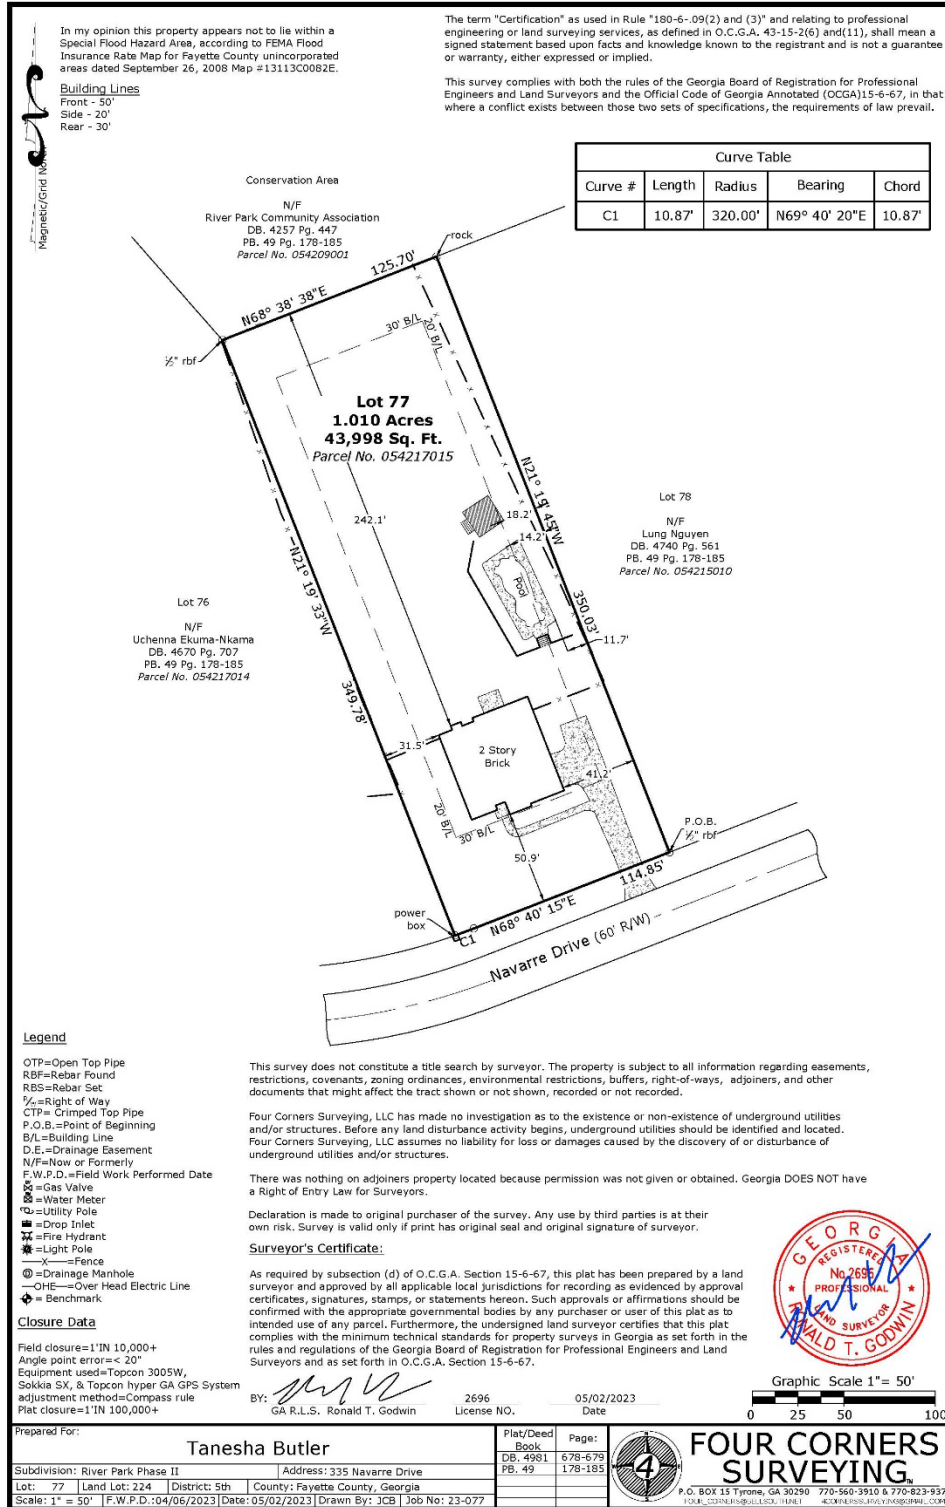 In my opinion this property appears not to lie within a
Special Flood Hazard Area, according to FEMA Flood
Insurance Rate Map for Fayette County unincorporated
areas dated September 26, 2008 Map #13113C0082E.
Building Lines
Front - 50'
Side - 20'
Rear - 30'
Magnetic/Grid North
The term "Certification" as used in Rule "180-6-.09(2) and (3)" and relating to professional
engineering or land surveying services, as defined in O.C.G.A. 43-15-2(6) and(11), shall mean a
signed statement based upon facts and knowledge known to the registrant and is not a guarantee
or warranty, either expressed or implied.
This survey complies with both the rules of the Georgia Board of Registration for Professional
Engineers and Land Surveyors and the Official Code of Georgia Annotated (OCGA)15-6-67, in that
where a conflict exists between those two sets of specifications, the requirements of law prevail.
Curve Table
Curve # Length Radius Bearing Chord
C1 10.87' 320.00' N69° 40' 20"E 10.87'
Conservation Area
N/F
River Park Community Association
DB. 4257 Pg. 447
PB. 49 Pg. 178-185
Parcel No. 054209001
rock
N68° 38' 38"E 125.70'
½" rbf
30' B/L
20' B/L
Lot 77
1.010 Acres
43,998 Sq. Ft.
Parcel No. 054217015
N21° 19' 45"W
350.03'
Lot 78
N/F
Lung Nguyen
DB. 4740 Pg. 561
PB. 49 Pg. 178-185
Parcel No. 054215010
242.1'
18.2'
14.2'
Pool
11.7'
N21° 19' 33"W
349.78'
Lot 76
N/F
Uchenna Ekuma-Nkama
DB. 4670 Pg. 707
PB. 49 Pg. 178-185
Parcel No. 054217014
31.5'
2 Story
Brick
41.2'
20' B/L
30' B/L
50.9'
P.O.B.
½" rbf
114.85'
N68° 40' 15"E
power
box
C1
Navarre Drive (60' R/W)
Legend
OTP=Open Top Pipe
RBF=Rebar Found
RBS=Rebar Set
R/W=Right of Way
CTP= Crimped Top Pipe
P.O.B.=Point of Beginning
B/L=Building Line
D.E.=Drainage Easement
N/F=Now or Formerly
F.W.P.D.=Field Work Performed Date
=Gas Valve
=Water Meter
=Utility Pole
=Drop Inlet
=Fire Hydrant
=Light Pole
—X—=Fence
=Drainage Manhole
—OHE—=Over Head Electric Line
= Benchmark
Closure Data
Field closure=1'IN 10,000+
Angle point error=< 20"
Equipment used=Topcon 3005W,
Sokkia SX, & Topcon hyper GA GPS System
adjustment method=Compass rule
Plat closure=1'IN 100,000+
This survey does not constitute a title search by surveyor. The property is subject to all information regarding easements,
restrictions, covenants, zoning ordinances, environmental restrictions, buffers, right-of-ways, adjoiners, and other
documents that might affect the tract shown or not shown, recorded or not recorded.
Four Corners Surveying, LLC has made no investigation as to the existence or non-existence of underground utilities
and/or structures. Before any land disturbance activity begins, underground utilities should be identified and located.
Four Corners Surveying, LLC assumes no liability for loss or damages caused by the discovery of or disturbance of
underground utilities and/or structures.
There was nothing on adjoiners property located because permission was not given or obtained. Georgia DOES NOT have
a Right of Entry Law for Surveyors.
Declaration is made to original purchaser of the survey. Any use by third parties is at their
own risk. Survey is valid only if print has original seal and original signature of surveyor.
Surveyor's Certificate:
As required by subsection (d) of O.C.G.A. Section 15-6-67, this plat has been prepared by a land
surveyor and approved by all applicable local jurisdictions for recording as evidenced by approval
certificates, signatures, stamps, or statements hereon. Such approvals or affirmations should be
confirmed with the appropriate governmental bodies by any purchaser or user of this plat as to
intended use of any parcel. Furthermore, the undersigned land surveyor certifies that this plat
complies with the minimum technical standards for property surveys in Georgia as set forth in the
rules and regulations of the Georgia Board of Registration for Professional Engineers and Land
Surveyors and as set forth in O.C.G.A. Section 15-6-67.
BY: 2696 05/02/2023
GA R.L.S. Ronald T. Godwin License NO. Date
GEORGIA
REGISTERED
No. 2696
PROFESSIONAL
LAND SURVEYOR
RONALD T. GODWIN
Graphic Scale 1"= 50'
0 25 50 100
Prepared For:
Tanesha Butler
Subdivision: River Park Phase II Address: 335 Navarre Drive
Lot: 77 Land Lot: 224 District: 5th County: Fayette County, Georgia
Scale: 1" = 50' F.W.P.D.:04/06/2023 Date: 05/02/2023 Drawn By: JCB Job No: 23-077
Plat/Deed Book Page:
DB. 4981 678-679
PB. 49 178-185
4
FOUR CORNERS
SURVEYING
P.O. BOX 15 Tyrone, GA 30290 770-560-3910 & 770-823-937